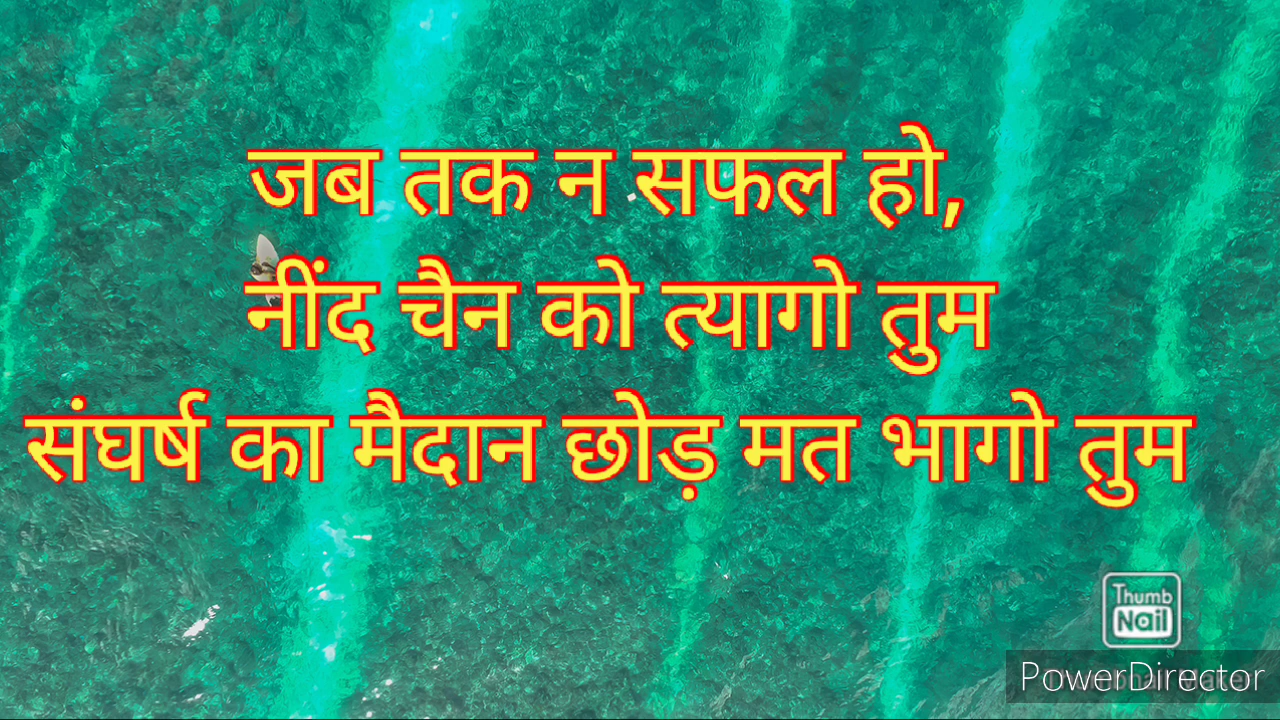 जब तक न सफल हो,
नींद चैन को त्यागो तुम
संघर्ष का मैदान छोड़ मत भागो तुम
Thumb
Nail
PowerDirector